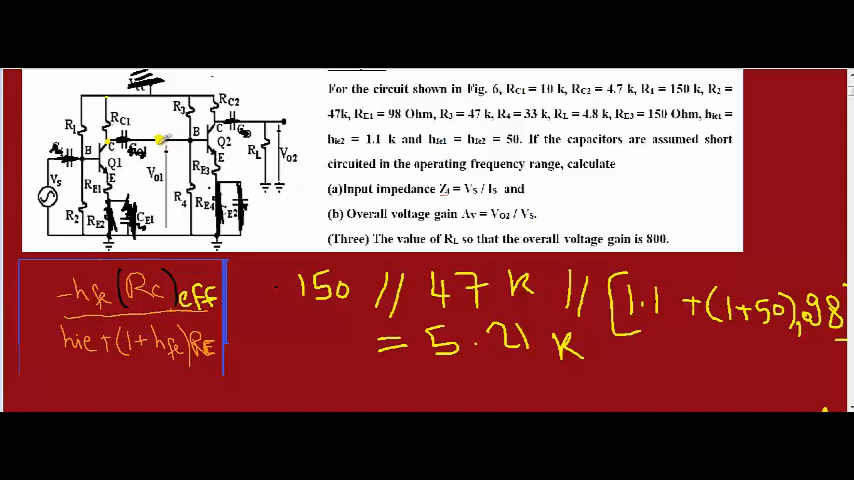 For the circuit shown in Fig. 6, RC1 = 10 k, RC2 = 4.7 k, R1 = 150 k, R2 =
47k, RE1 = 98 Ohm, R3 = 47 k, R4 = 33 k, RL = 4.8 k, RE3 = 150 Ohm, hie1 =
hie2 = 1.1 k and hfe1 = hfe2 = 50. If the capacitors are assumed short
circuited in the operating frequency range, calculate
(a)Input impedance Zi = VS / IS and
(b) Overall voltage gain AV = VO2 / VS.
(Three) The value of RL so that the overall voltage gain is 800.
RC2
R3
RC1
C
R1
B
C
B
Q2
Q1
E
RL
VO2
VS
E
VO1
RE3
RE1
R2
RE2
CE1
R4
RE4
CE2
-hfe (RC) eff
hie + (1 + hfe) RE
150 // 47 K // [1.1 + (1+50).98]
= 5.21 K